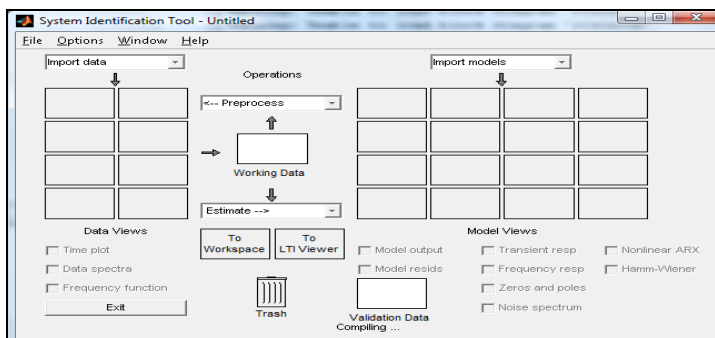 System Identification Tool - Untitled
File Options Window Help
Import data
Import models
Operations
<-- Preprocess
Working Data
Estimate -->
Data Views
To Workspace
To LTI Viewer
Model Views
Time plot
Data spectra
Frequency function
Exit
Trash
Model output
Model resids
Transient resp
Frequency resp
Zeros and poles
Noise spectrum
Nonlinear ARX
Hamm-Wiener
Validation Data
Compiling ...